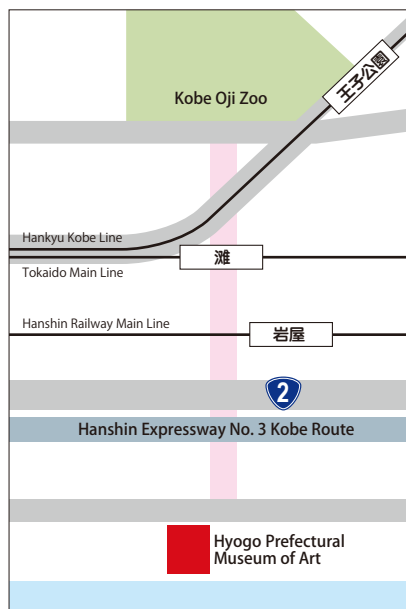 王子公園
Kobe Oji Zoo
Hankyu Kobe Line
灘
Tokaido Main Line
Hanshin Railway Main Line
岩屋
2
Hanshin Expressway No. 3 Kobe Route
Hyogo Prefectural
Museum of Art